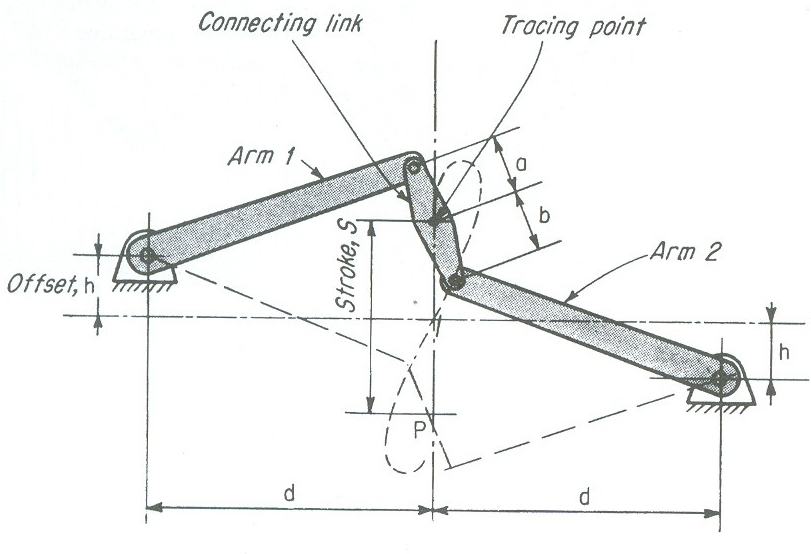 Connecting link
Tracing point
Arm 1
a
b
Arm 2
Stroke, S
Offset, h
h
P
d
d